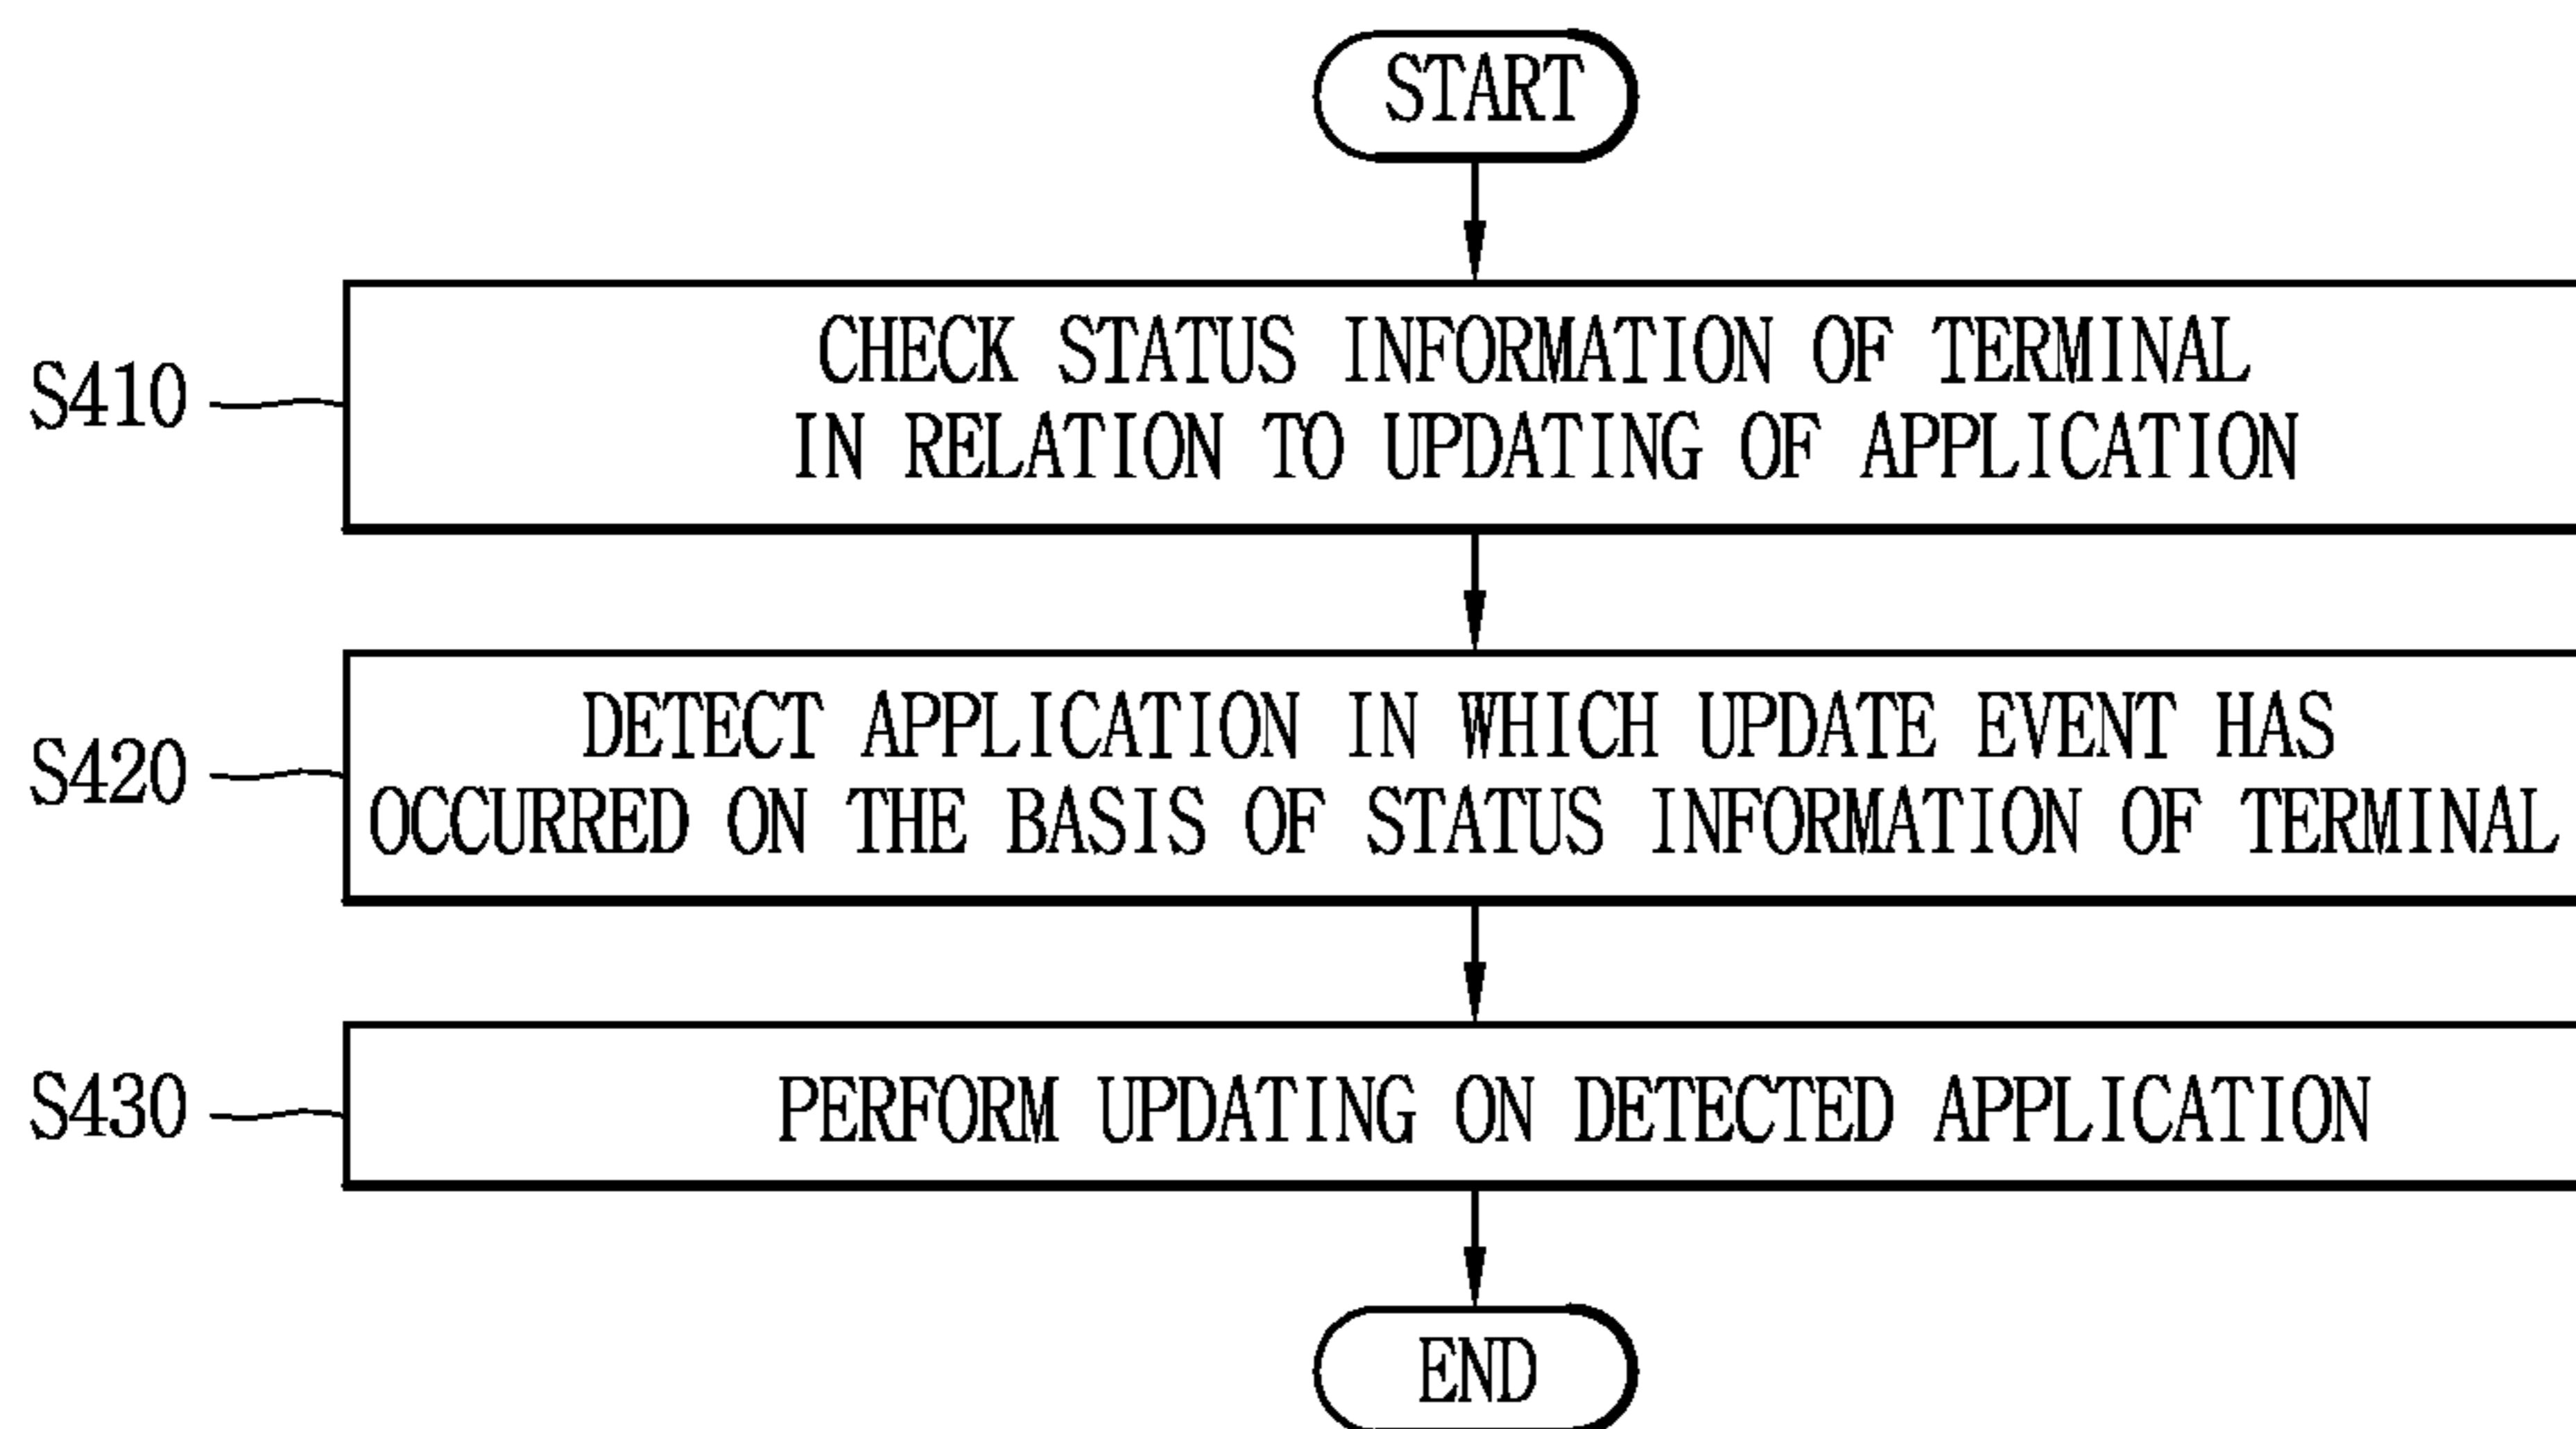 START
S410
CHECK STATUS INFORMATION OF TERMINAL
IN RELATION TO UPDATING OF APPLICATION
S420
DETECT APPLICATION IN WHICH UPDATE EVENT HAS
OCCURRED ON THE BASIS OF STATUS INFORMATION OF TERMINAL
S430
PERFORM UPDATING ON DETECTED APPLICATION
END